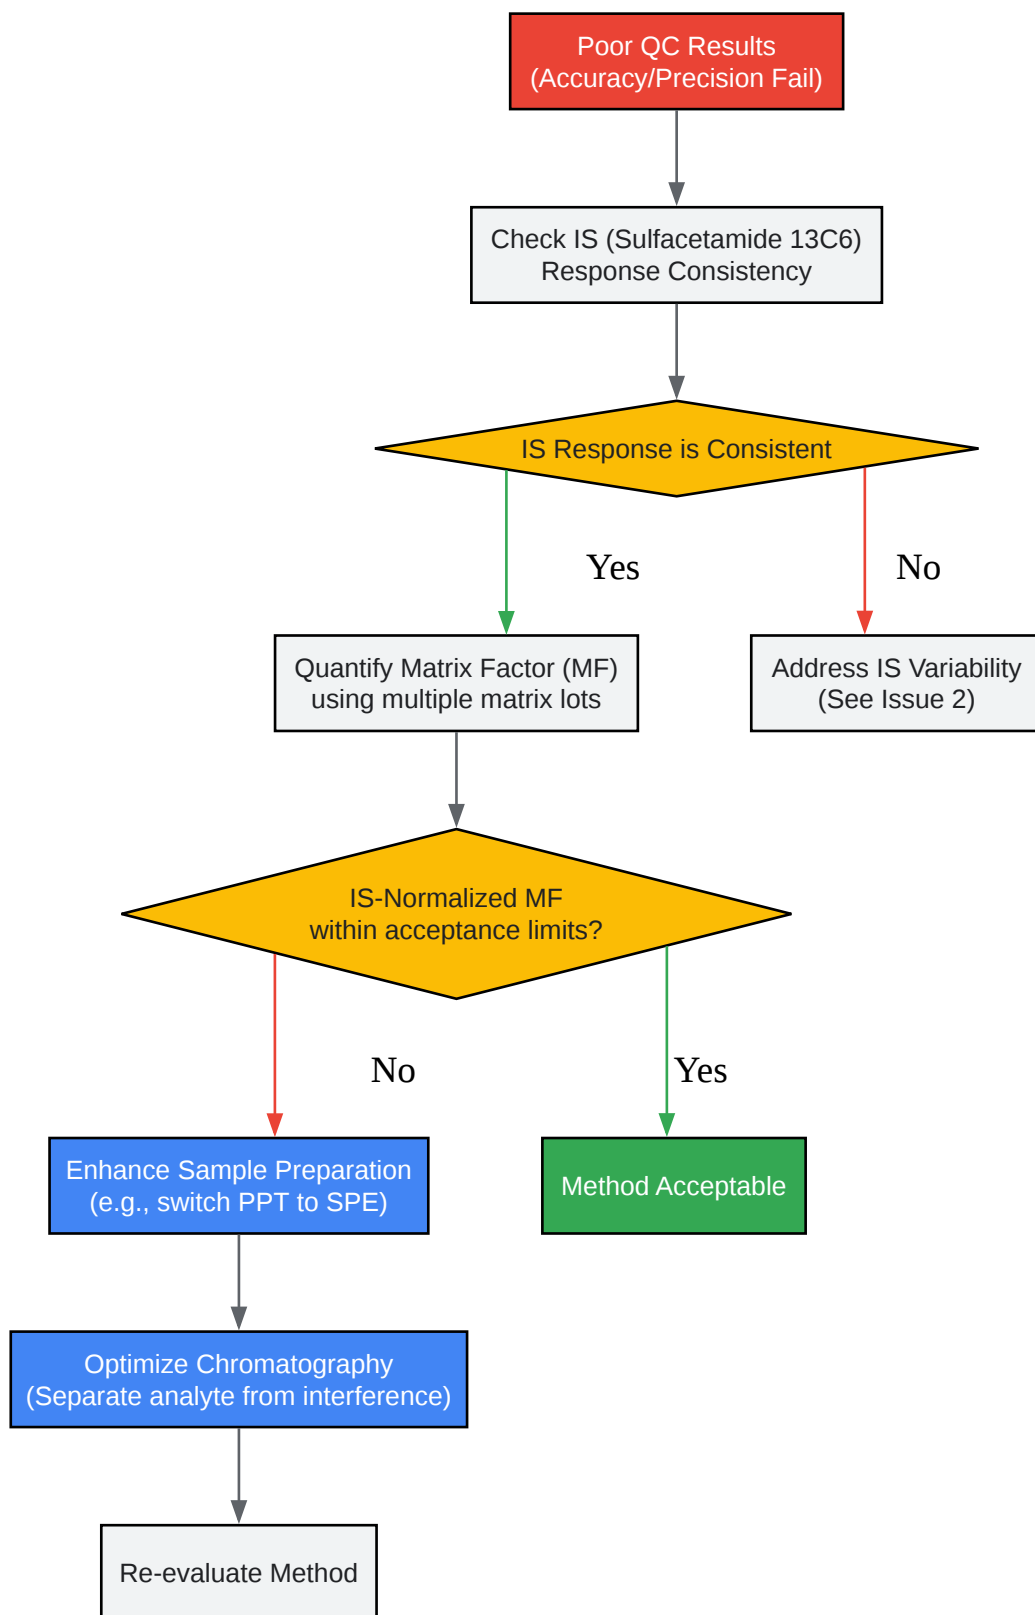 Poor QC Results
(Accuracy/Precision Fail)
Check IS (Sulfacetamide 13C6)
Response Consistency
IS Response is Consistent
Yes
No
Quantify Matrix Factor (MF)
using multiple matrix lots
Address IS Variability
(See Issue 2)
IS-Normalized MF
within acceptance limits?
No
Yes
Enhance Sample Preparation
(e.g., switch PPT to SPE)
Method Acceptable
Optimize Chromatography
(Separate analyte from interference)
Re-evaluate Method